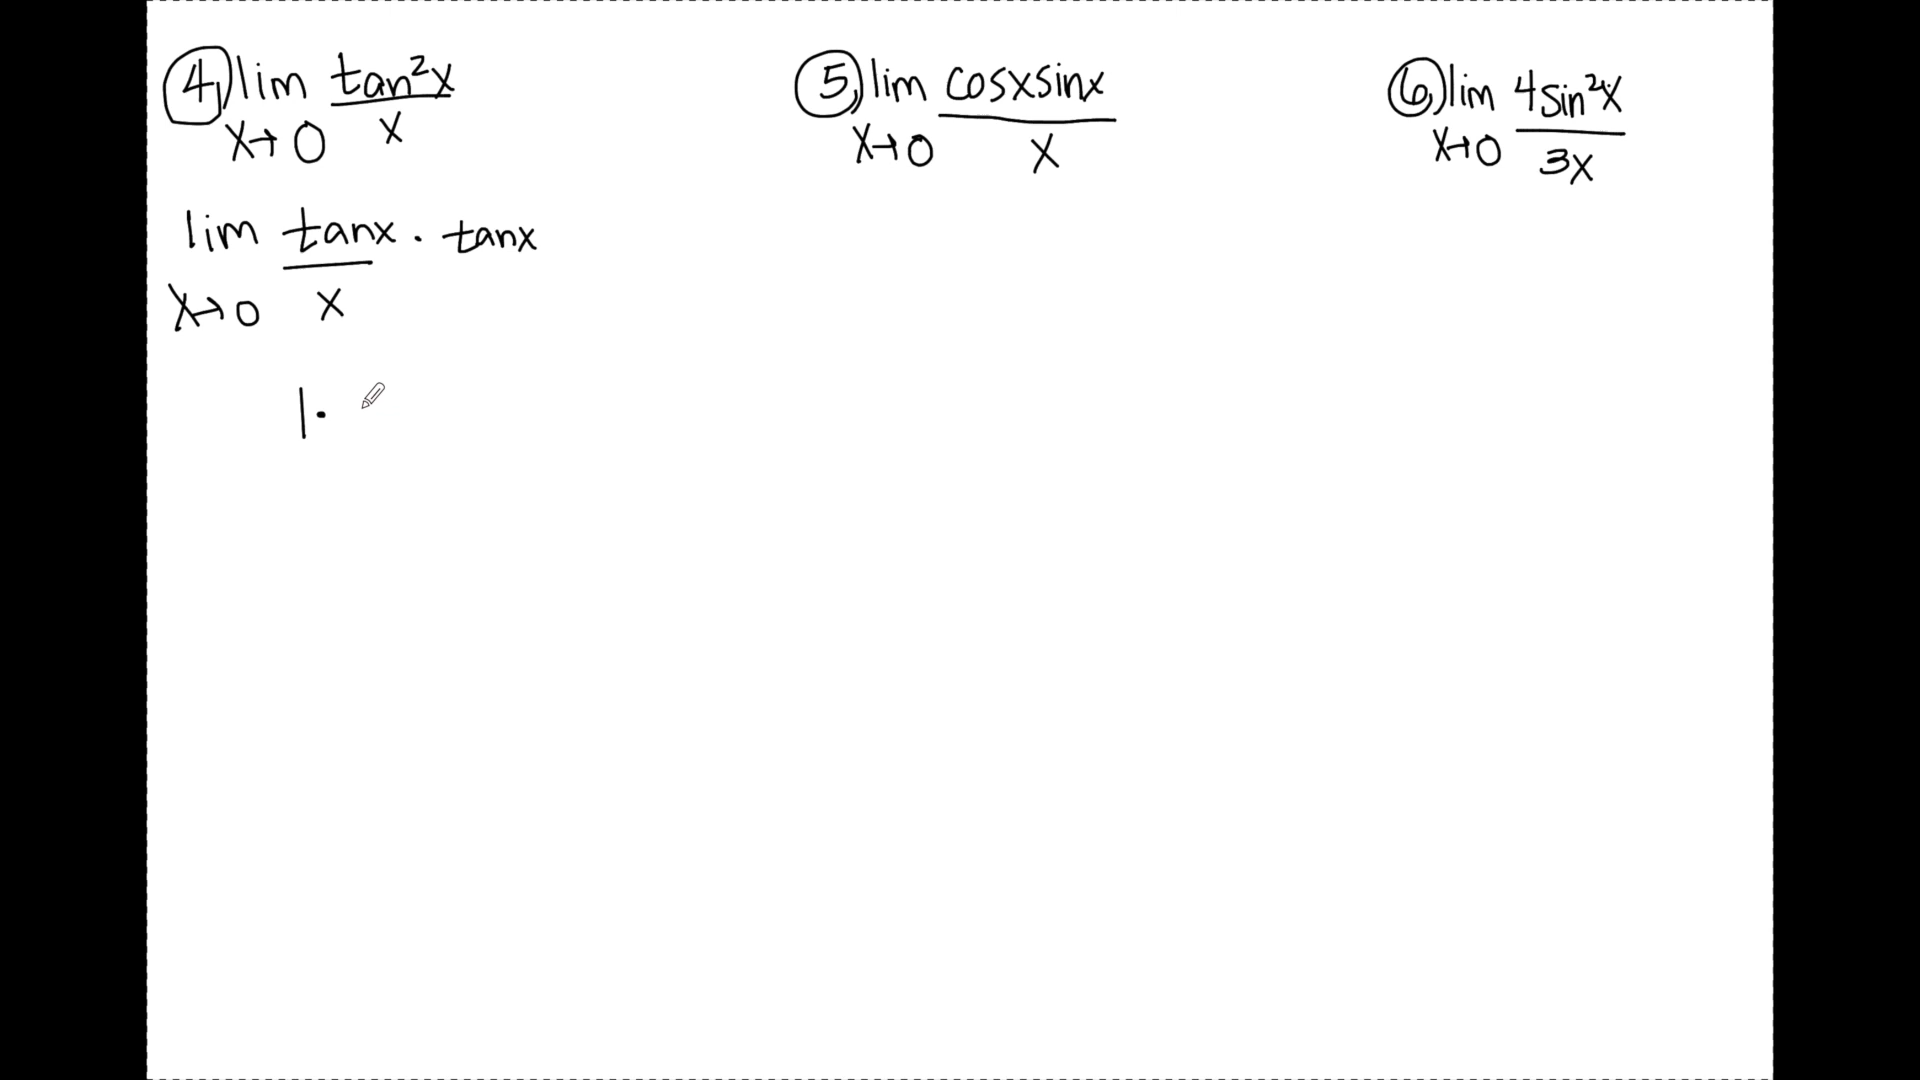 4) lim tan²x
x→0 x
5) lim cosxsinx
x→0 x
6) lim 4sin²x
x→0 3x
lim tanx · tanx
x→0 x
1·